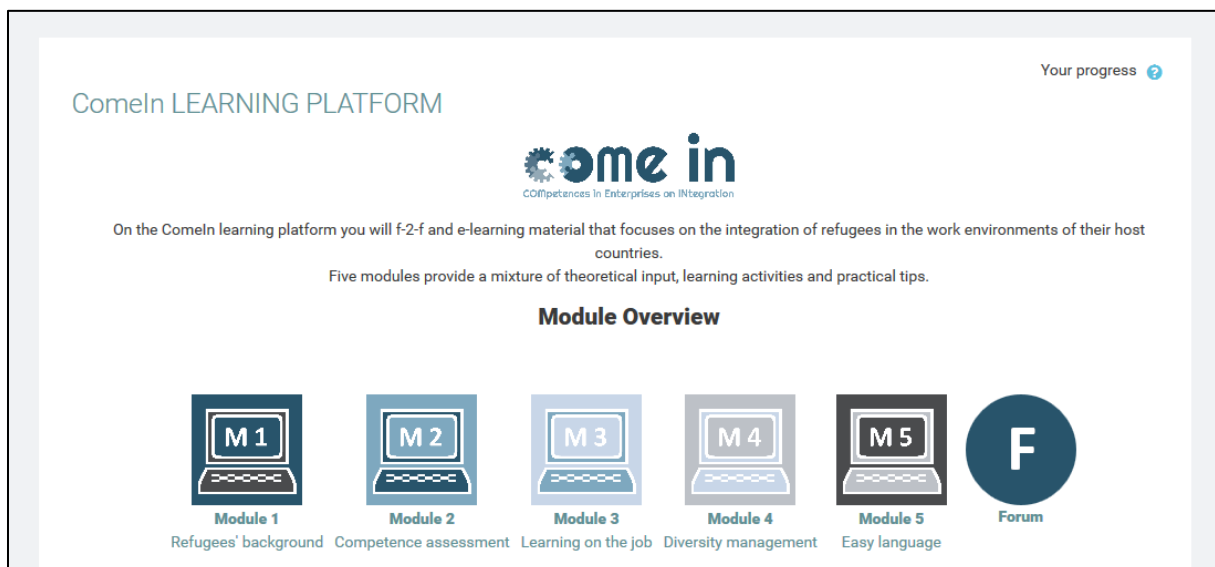 Your progress ?
ComeIn LEARNING PLATFORM
come in
COMpetences in Enterprises on INtegration
On the ComeIn learning platform you will f-2-f and e-learning material that focuses on the integration of refugees in the work environments of their host
countries.
Five modules provide a mixture of theoretical input, learning activities and practical tips.
Module Overview
M 1 M 2 M 3 M 4 M 5 F
Module 1 Module 2 Module 3 Module 4 Module 5 Forum
Refugees' background Competence assessment Learning on the job Diversity management Easy language